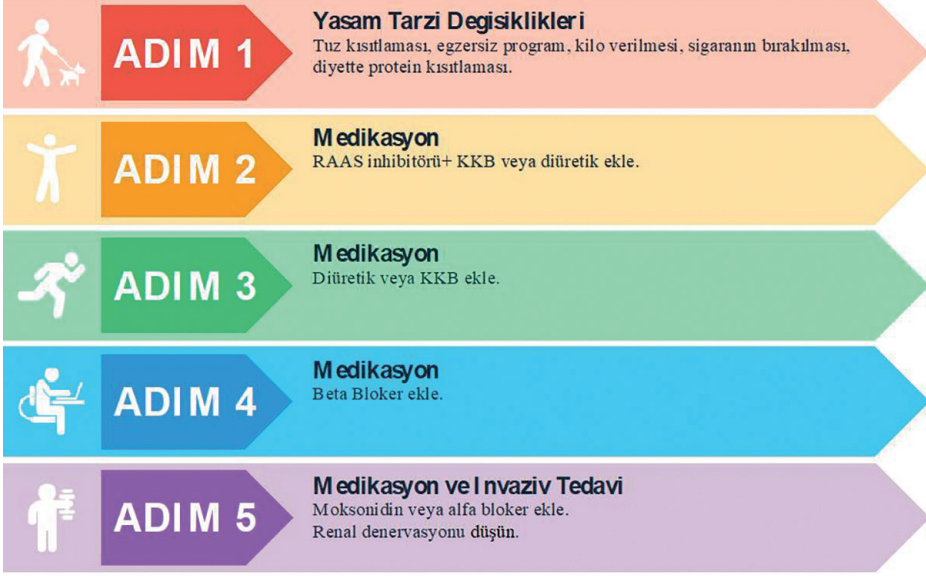 ADIM 1
Yasam Tarzi Degisiklikleri
Tuz kısıtlaması, egzersiz program, kilo verilmesi, sigaranın bırakılması,
diyette protein kısıtlaması.
ADIM 2
Medikasyon
RAAS inhibitörü+ KKB veya diüretik ekle.
ADIM 3
Medikasyon
Diüretik veya KKB ekle.
ADIM 4
Medikasyon
Beta Bloker ekle.
ADIM 5
Medikasyon ve Invaziv Tedavi
Moksonidin veya alfa bloker ekle.
Renal denervasyonu düşün.